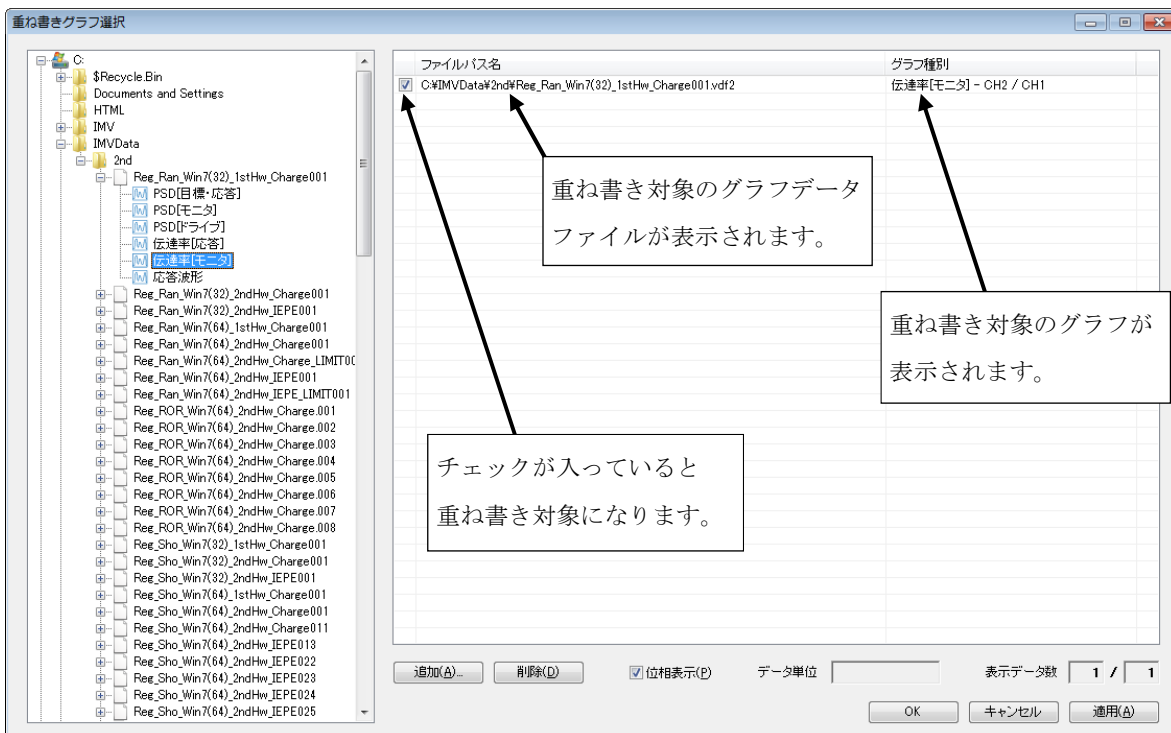 重ね書きグラフ選択
C:
$Recycle.Bin
Documents and Settings
HTML
IMV
IMVData
2nd
Reg_Ran_Win7(32)_1stHw_Charge001
PSD[目標・応答]
PSD[モニタ]
PSD[ドライブ]
伝達率[応答]
伝達率[モニタ]
応答波形
Reg_Ran_Win7(32)_2ndHw_Charge001
Reg_Ran_Win7(32)_2ndHw_IEPE001
Reg_Ran_Win7(64)_1stHw_Charge001
Reg_Ran_Win7(64)_2ndHw_Charge001
Reg_Ran_Win7(64)_2ndHw_Charge_LIMIT00
Reg_Ran_Win7(64)_2ndHw_IEPE001
Reg_Ran_Win7(64)_2ndHw_IEPE_LIMIT001
Reg_ROR_Win7(64)_2ndHw_Charge.001
Reg_ROR_Win7(64)_2ndHw_Charge.002
Reg_ROR_Win7(64)_2ndHw_Charge.003
Reg_ROR_Win7(64)_2ndHw_Charge.004
Reg_ROR_Win7(64)_2ndHw_Charge.005
Reg_ROR_Win7(64)_2ndHw_Charge.006
Reg_ROR_Win7(64)_2ndHw_Charge.007
Reg_ROR_Win7(64)_2ndHw_Charge.008
Reg_Sho_Win7(32)_1stHw_Charge001
Reg_Sho_Win7(32)_2ndHw_Charge001
Reg_Sho_Win7(32)_2ndHw_IEPE001
Reg_Sho_Win7(64)_1stHw_Charge001
Reg_Sho_Win7(64)_2ndHw_Charge001
Reg_Sho_Win7(64)_2ndHw_Charge011
Reg_Sho_Win7(64)_2ndHw_IEPE013
Reg_Sho_Win7(64)_2ndHw_IEPE022
Reg_Sho_Win7(64)_2ndHw_IEPE023
Reg_Sho_Win7(64)_2ndHw_IEPE024
Reg_Sho_Win7(64)_2ndHw_IEPE025
ファイルパス名 グラフ種別
C:¥IMVData¥2nd¥Reg_Ran_Win7(32)_1stHw_Charge001.vdf2 伝達率[モニタ] - CH2 / CH1
重ね書き対象のグラフデータ
ファイルが表示されます。
重ね書き対象のグラフが
表示されます。
チェックが入っていると
重ね書き対象になります。
追加(A)... 削除(D) 位相表示(P) データ単位 表示データ数 1 / 1
OK キャンセル 適用(A)